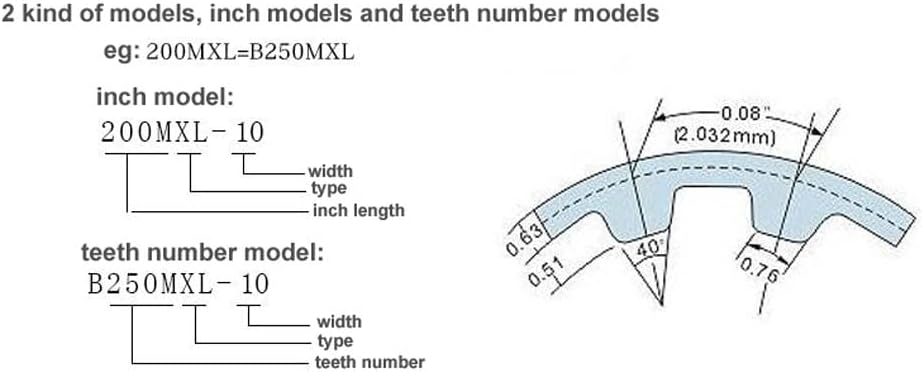 2 kind of models, inch models and teeth number models
eg: 200MXL=B250MXL
inch model:
200MXL-10
width
type
inch length
teeth number model:
B250MXL-10
width
type
teeth number
0.08"
(2.032mm)
0.63
0.51
40°
0.76